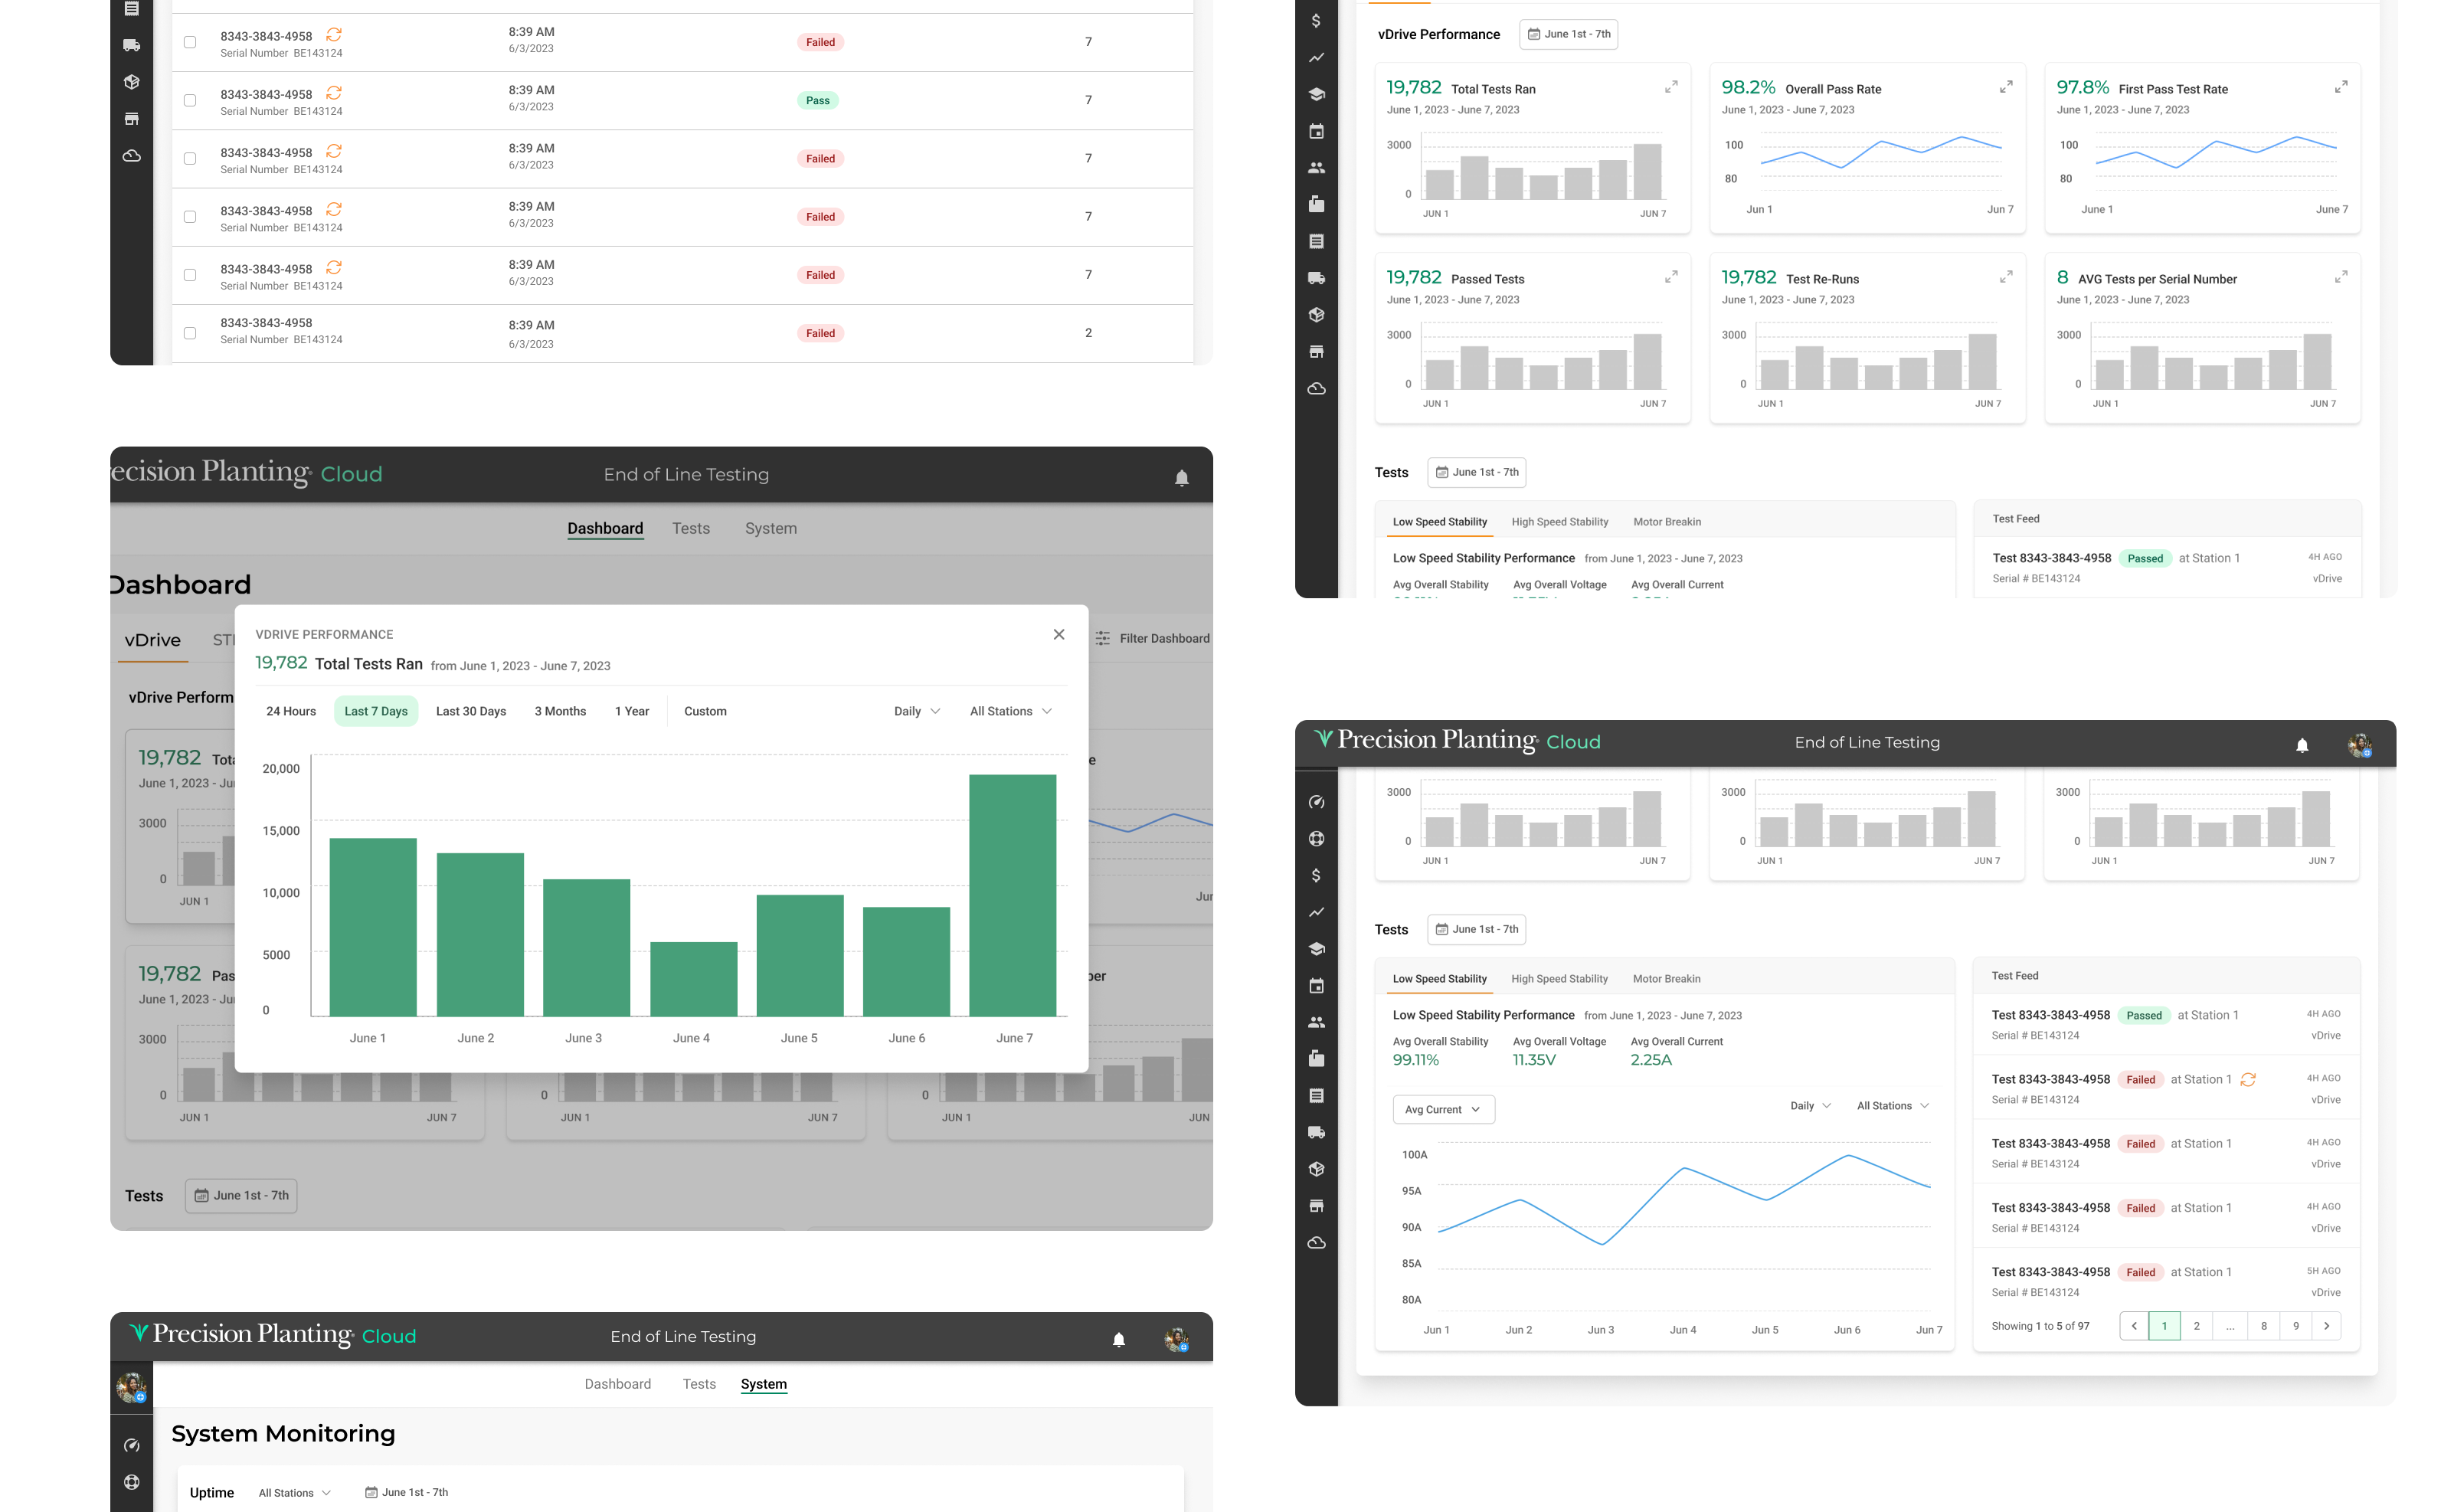 8343-3843-4958
Serial Number BE143124
8:39 AM
6/3/2023
Failed
7
8343-3843-4958
Serial Number BE143124
8:39 AM
6/3/2023
Pass
7
8343-3843-4958
Serial Number BE143124
8:39 AM
6/3/2023
Failed
7
8343-3843-4958
Serial Number BE143124
8:39 AM
6/3/2023
Failed
7
8343-3843-4958
Serial Number BE143124
8:39 AM
6/3/2023
Failed
7
8343-3843-4958
Serial Number BE143124
8:39 AM
6/3/2023
Failed
2
ecision Planting Cloud
End of Line Testing
Dashboard Tests System
Dashboard
vDrive STI
Filter Dashboard
vDrive Perform
19,782 Tota
June 1, 2023 - Ju
3000
0
JUN 1
e
Jur
19,782 Pas
June 1, 2023 - Ju
3000
0
JUN 1
JUN 7
0
JUN 1
JUN 7
ber
0
JUN 1
JUN
Tests
June 1st - 7th
VDRIVE PERFORMANCE
19,782 Total Tests Ran from June 1, 2023 - June 7, 2023
24 Hours Last 7 Days Last 30 Days 3 Months 1 Year Custom
Daily All Stations
20,000
15,000
10,000
5000
0
June 1 June 2 June 3 June 4 June 5 June 6 June 7
Precision Planting Cloud
End of Line Testing
Dashboard Tests System
System Monitoring
Uptime All Stations June 1st - 7th
vDrive Performance
June 1st - 7th
19,782 Total Tests Ran
June 1, 2023 - June 7, 2023
3000
0
JUN 1
JUN 7
98.2% Overall Pass Rate
June 1, 2023 - June 7, 2023
100
80
Jun 1
Jun 7
97.8% First Pass Test Rate
June 1, 2023 - June 7, 2023
100
80
June 1
June 7
19,782 Passed Tests
June 1, 2023 - June 7, 2023
3000
0
JUN 1
JUN 7
19,782 Test Re-Runs
June 1, 2023 - June 7, 2023
3000
0
JUN 1
JUN 7
8 AVG Tests per Serial Number
June 1, 2023 - June 7, 2023
3000
0
JUN 1
JUN 7
Tests
June 1st - 7th
Low Speed Stability High Speed Stability Motor Breakin
Low Speed Stability Performance from June 1, 2023 - June 7, 2023
Avg Overall Stability Avg Overall Voltage Avg Overall Current
Test Feed
Test 8343-3843-4958 Passed at Station 1 4H AGO
Serial # BE143124 vDrive
Precision Planting Cloud
End of Line Testing
3000
0
JUN 1
JUN 7
3000
0
JUN 1
JUN 7
3000
0
JUN 1
JUN 7
Tests
June 1st - 7th
Low Speed Stability High Speed Stability Motor Breakin
Low Speed Stability Performance from June 1, 2023 - June 7, 2023
Avg Overall Stability Avg Overall Voltage Avg Overall Current
99.11% 11.35V 2.25A
Avg Current
Daily All Stations
100A
95A
90A
85A
80A
Jun 1 Jun 2 Jun 3 Jun 4 Jun 5 Jun 6 Jun 7
Test Feed
Test 8343-3843-4958 Passed at Station 1 4H AGO
Serial # BE143124 vDrive
Test 8343-3843-4958 Failed at Station 1 4H AGO
Serial # BE143124 vDrive
Test 8343-3843-4958 Failed at Station 1 4H AGO
Serial # BE143124 vDrive
Test 8343-3843-4958 Failed at Station 1 4H AGO
Serial # BE143124 vDrive
Test 8343-3843-4958 Failed at Station 1 5H AGO
Serial # BE143124 vDrive
Showing 1 to 5 of 97
1 2 ... 8 9